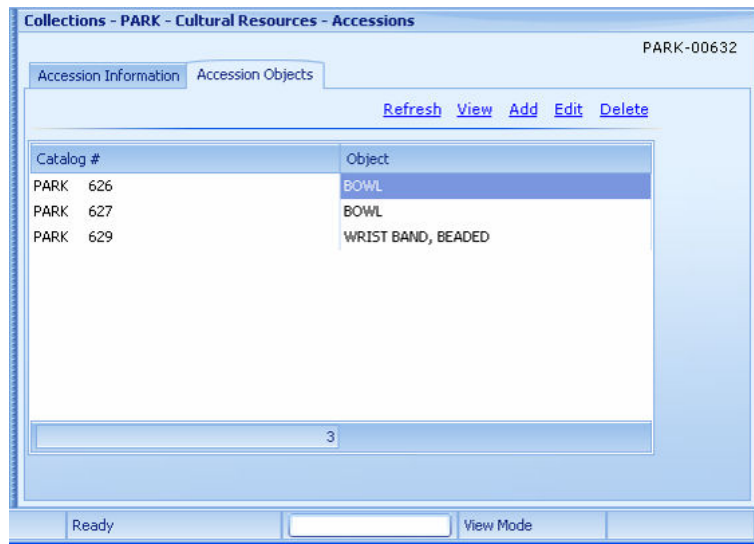 Collections - PARK - Cultural Resources - Accessions
PARK-00632
Accession Information Accession Objects
Refresh View Add Edit Delete
Catalog # Object
PARK 626 BOWL
PARK 627 BOWL
PARK 629 WRIST BAND, BEADED
3
Ready View Mode